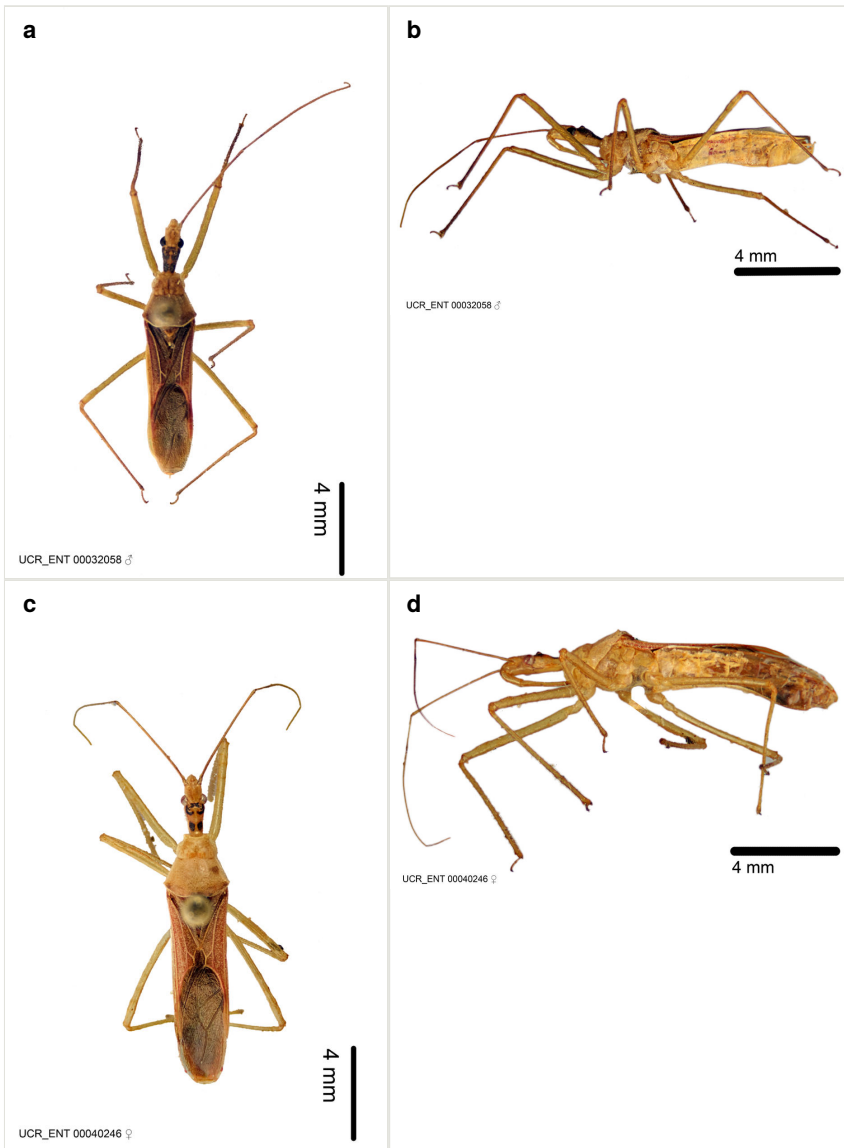 a
4 mm
UCR_ENT 00032058 ♂
b
4 mm
UCR_ENT 00032058 ♂
c
4 mm
UCR_ENT 00040246 ♀
d
4 mm
UCR_ENT 00040246 ♀